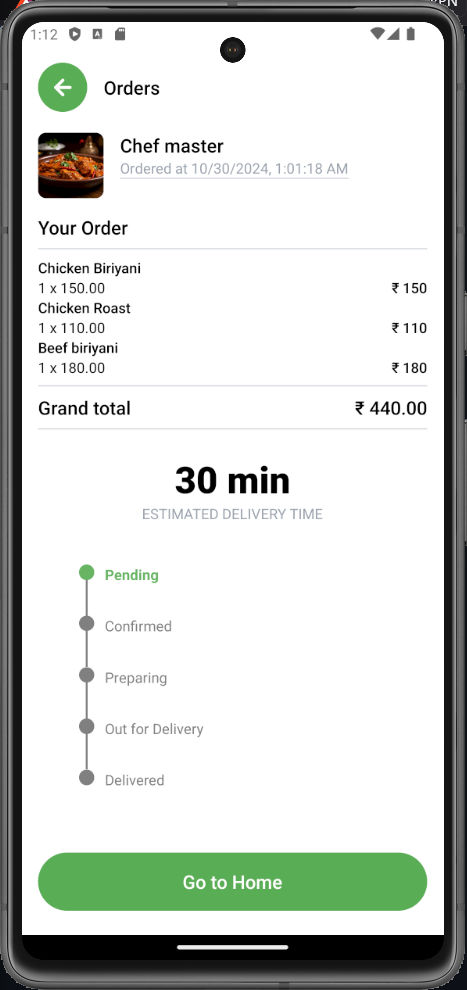 PN
1:12
Orders
Chef master
Ordered at 10/30/2024, 1:01:18 AM
Your Order
Chicken Biriyani
1 x 150.00 ₹ 150
Chicken Roast
1 x 110.00 ₹ 110
Beef biriyani
1 x 180.00 ₹ 180
Grand total ₹ 440.00
30 min
ESTIMATED DELIVERY TIME
Pending
Confirmed
Preparing
Out for Delivery
Delivered
Go to Home